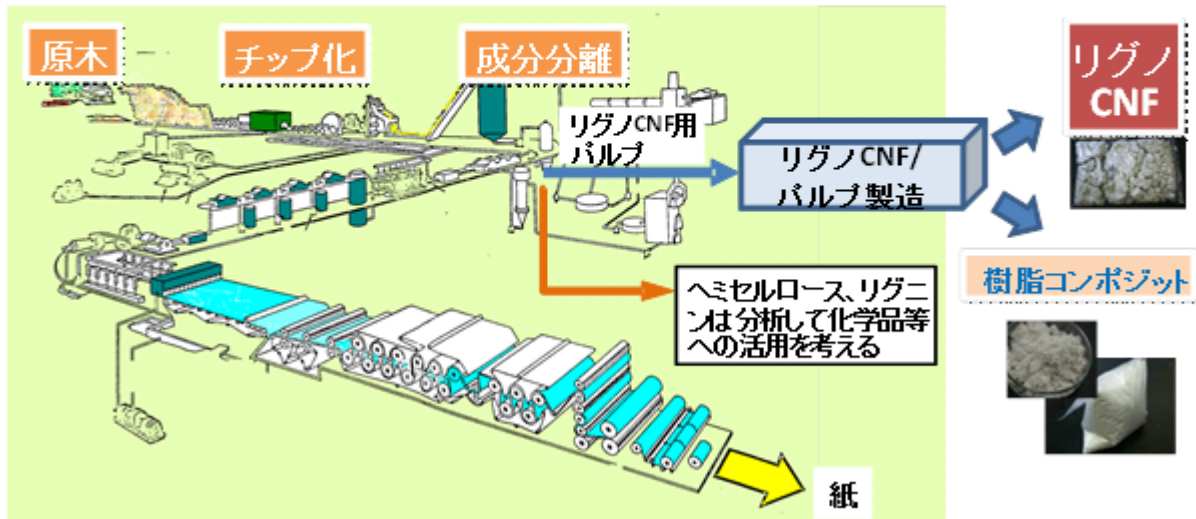 原木
チップ化
成分分離
リグノ
CNF
リグノCNF用
パルプ
リグノCNF/
パルプ製造
樹脂コンポジット
ヘミセルロース、リグニ
ンは分析して化学品等
への活用を考える
紙